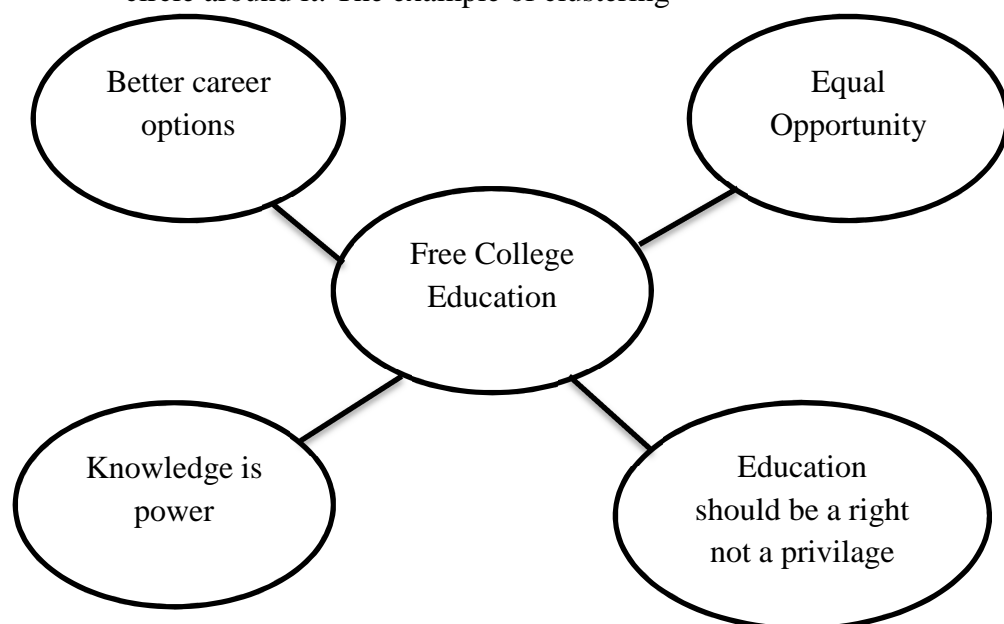 circle around it. The example of clustering
Better career
options
Equal
Opportunity
Free College
Education
Knowledge is
power
Education
should be a right
not a privilage